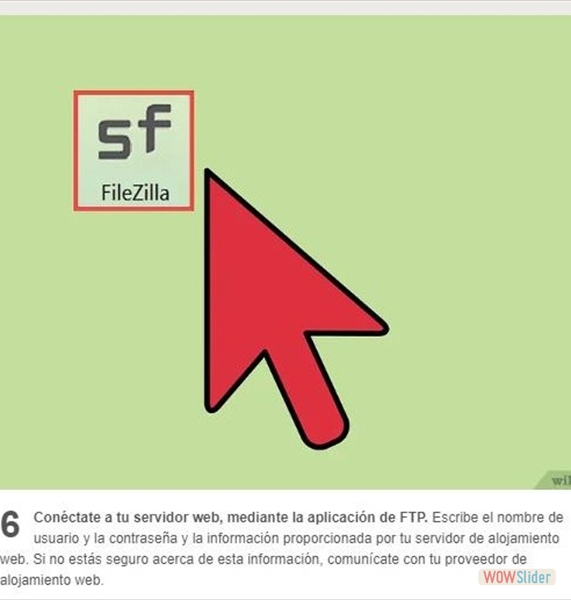 sf
FileZilla
6 Conéctate a tu servidor web, mediante la aplicación de FTP. Escribe el nombre de
usuario y la contraseña y la información proporcionada por tu servidor de alojamiento
web. Si no estás seguro acerca de esta información, comunícate con tu proveedor de
alojamiento web.
WOWSlider